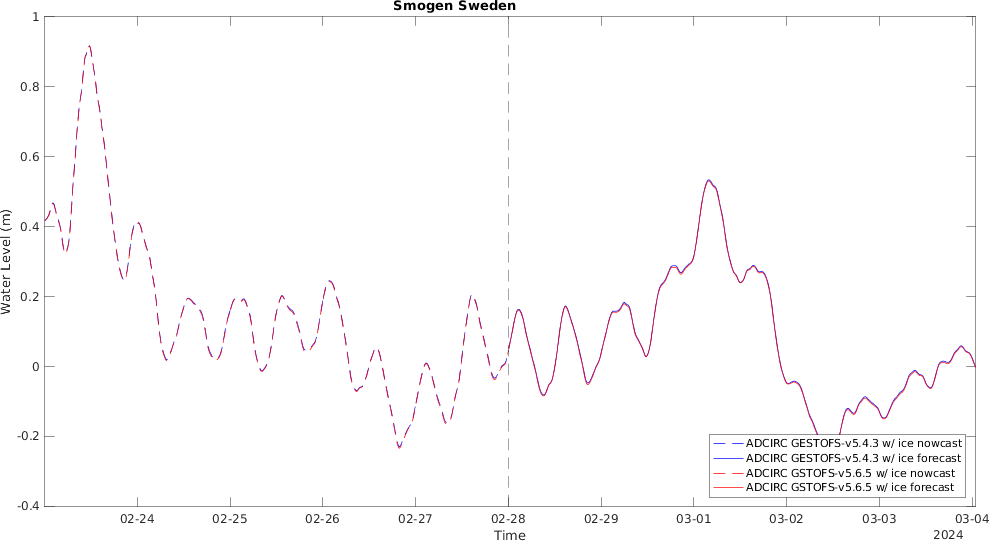 Smogen Sweden
1
0.8
0.6
0.4
0.2
0
-0.2
-0.4
Water Level (m)
02-24 02-25 02-26 02-27 02-28 02-29 03-01 03-02 03-03 03-04
Time
2024
ADCIRC GESTOFS-v5.4.3 w/ ice nowcast
ADCIRC GESTOFS-v5.4.3 w/ ice forecast
ADCIRC GSTOFS-v5.6.5 w/ ice nowcast
ADCIRC GSTOFS-v5.6.5 w/ ice forecast